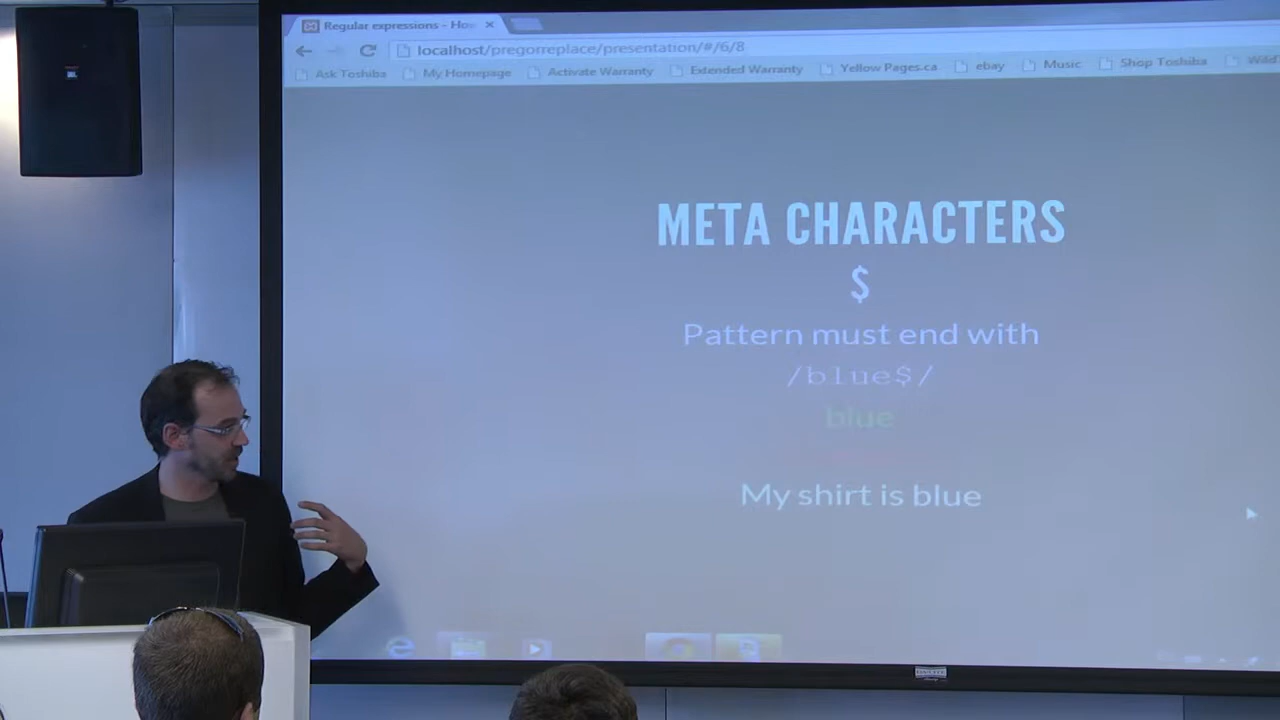 Regular expressions - Ho
localhost/pregorreplace/presentation/#/6/8
Ask Toshiba My Homepage Activate Warranty Extended Warranty Yellow Pages.ca ebay Music Shop Toshiba Wild
META CHARACTERS
$
Pattern must end with
/blue$/
blue
My shirt is blue